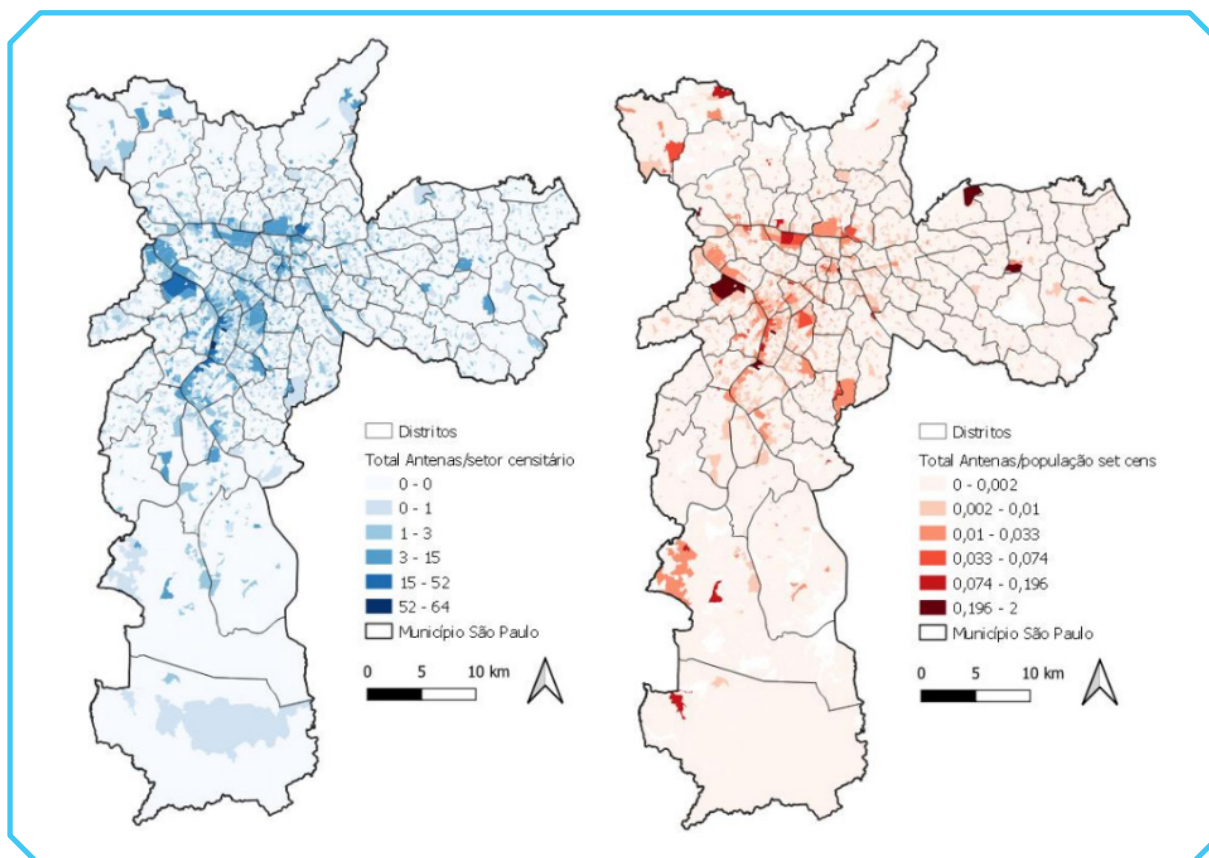 Distritos
Total Antenas/setor censitário
0 - 0
0 - 1
1 - 3
3 - 15
15 - 52
52 - 64
Município São Paulo
0 5 10 km
Distritos
Total Antenas/população set cens
0 - 0,002
0,002 - 0,01
0,01 - 0,033
0,033 - 0,074
0,074 - 0,196
0,196 - 2
Município São Paulo
0 5 10 km